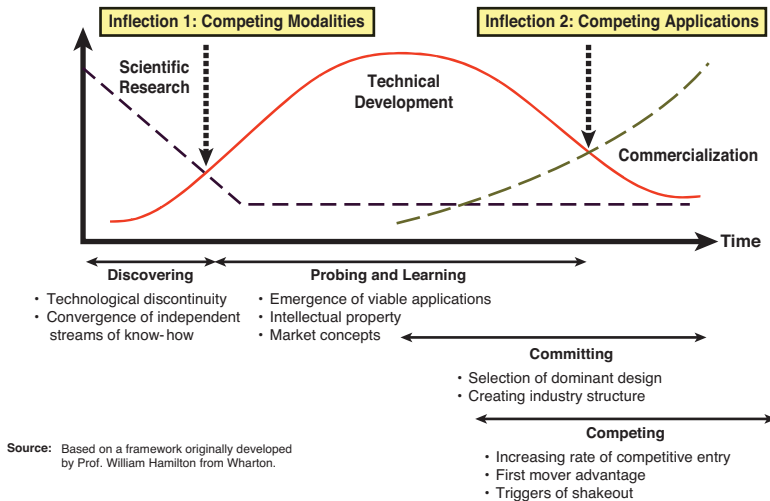 Inflection 1: Competing Modalities
Inflection 2: Competing Applications
Scientific
Research
Technical
Development
Commercialization
Time
Discovering
• Technological discontinuity
• Convergence of independent
streams of know-how
Probing and Learning
• Emergence of viable applications
• Intellectual property
• Market concepts
Committing
• Selection of dominant design
• Creating industry structure
Competing
• Increasing rate of competitive entry
• First mover advantage
• Triggers of shakeout
Source: Based on a framework originally developed
by Prof. William Hamilton from Wharton.